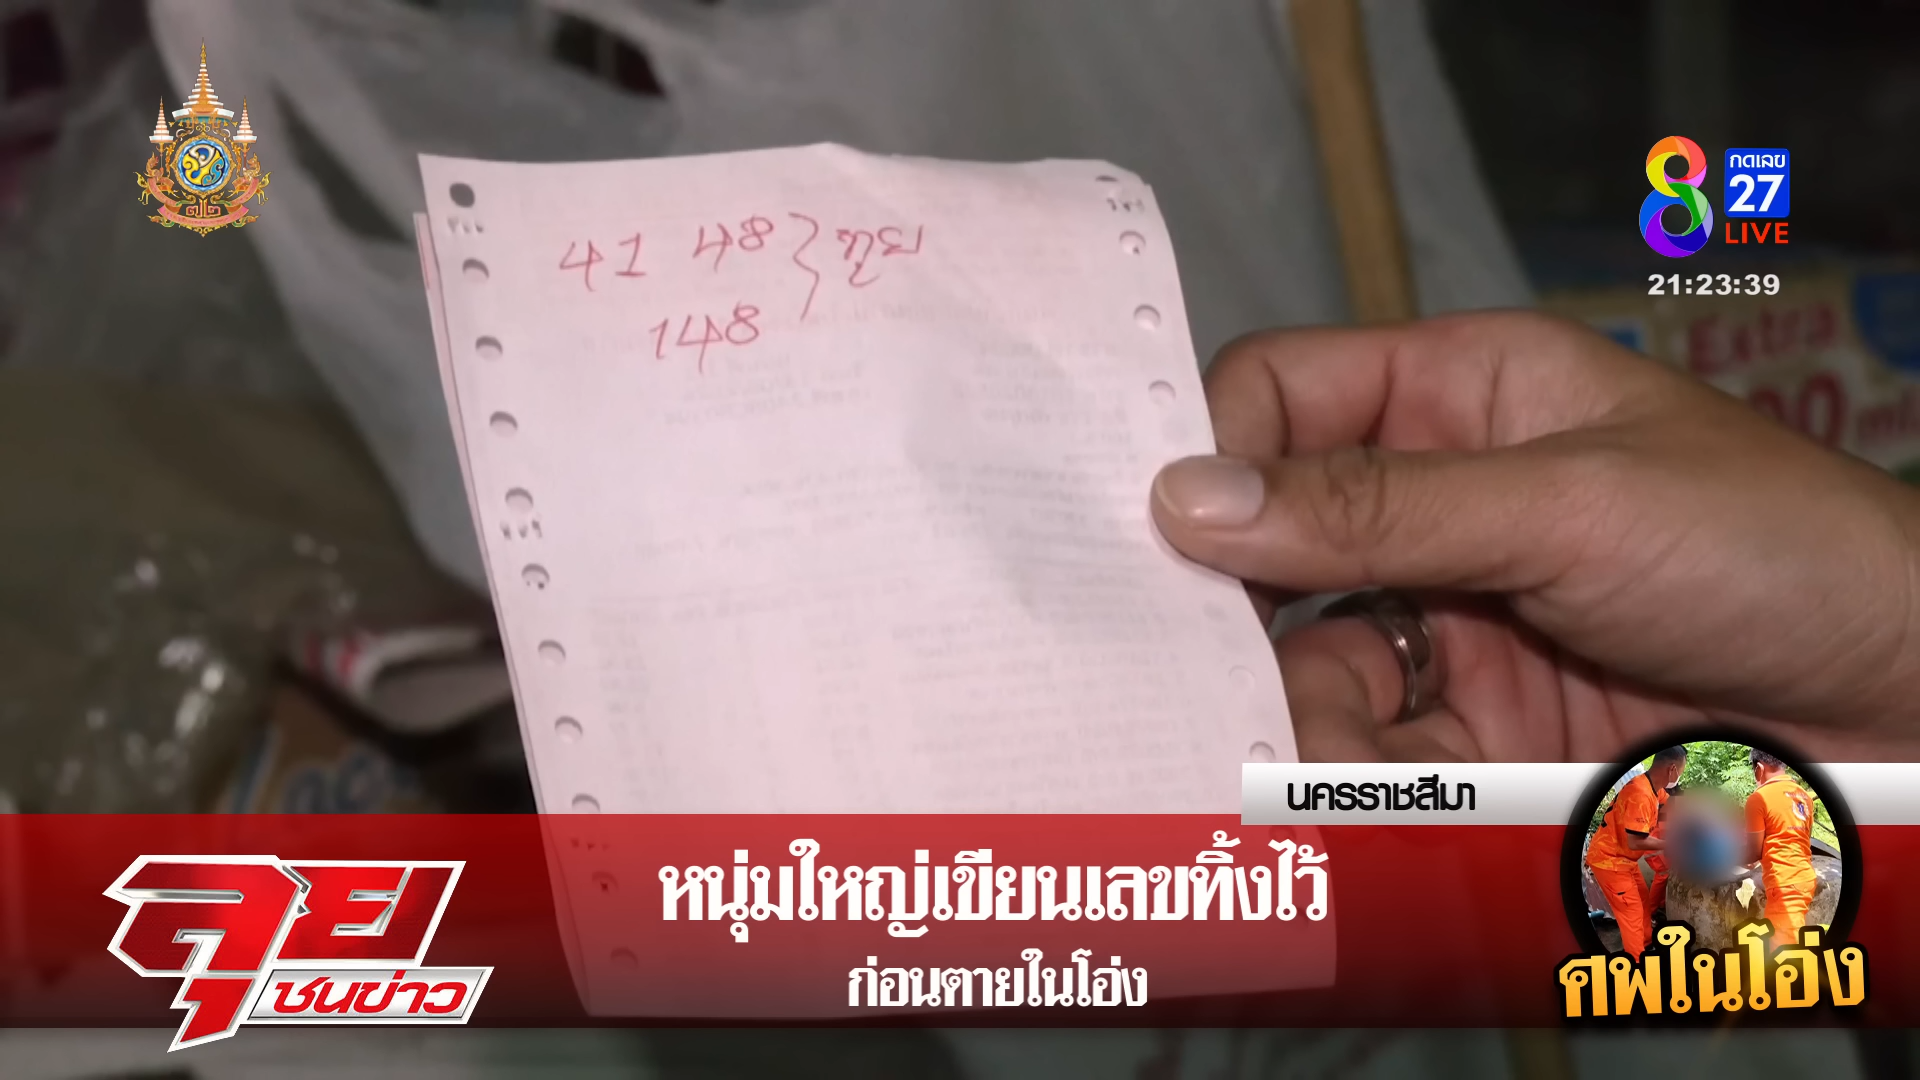 กดเลข
27
8
LIVE
21:23:39
41 48
148
Extra
นครราชสีมา
หนุ่มใหญ่เขียนเลขทิ้งไว้
ก่อนตายในโอ่ง
ลุย
ชนข่าว
ศพในโอ่ง